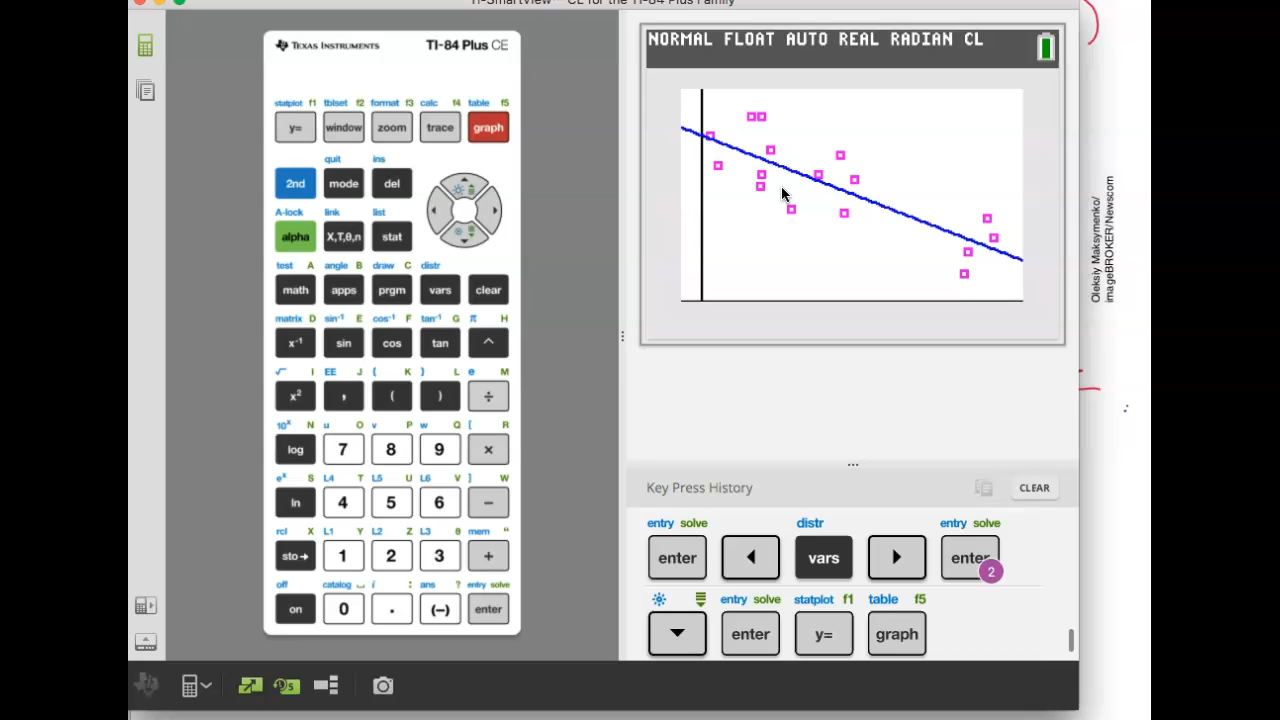 TI-SmartView™ CE for the TI-84 Plus Family
TEXAS INSTRUMENTS TI-84 Plus CE
statplot f1 tblset f2 format f3 calc f4 table f5
y= window zoom trace graph
quit ins
2nd mode del
A-lock link list
alpha X,T,θ,n stat
test A angle B draw C distr
math apps prgm vars clear
matrix D sin⁻¹ E cos⁻¹ F tan⁻¹ G π H
x⁻¹ sin cos tan ^
√ I EE J { K } L e M
x² , ( ) ÷
10ˣ N u O v P w Q [ R
log 7 8 9 ×
eˣ S L4 T L5 U L6 V ] W
ln 4 5 6 −
rcl X L1 Y L2 Z L3 θ mem "
sto→ 1 2 3 +
off catalog ⎵ i : ans ? entry solve
on 0 . (−) enter
NORMAL FLOAT AUTO REAL RADIAN CL
Key Press History CLEAR
entry solve distr entry solve
enter vars enter
2
entry solve statplot f1 table f5
enter y= graph
Oleksiy Maksymenko/
imageBROKER/Newscom